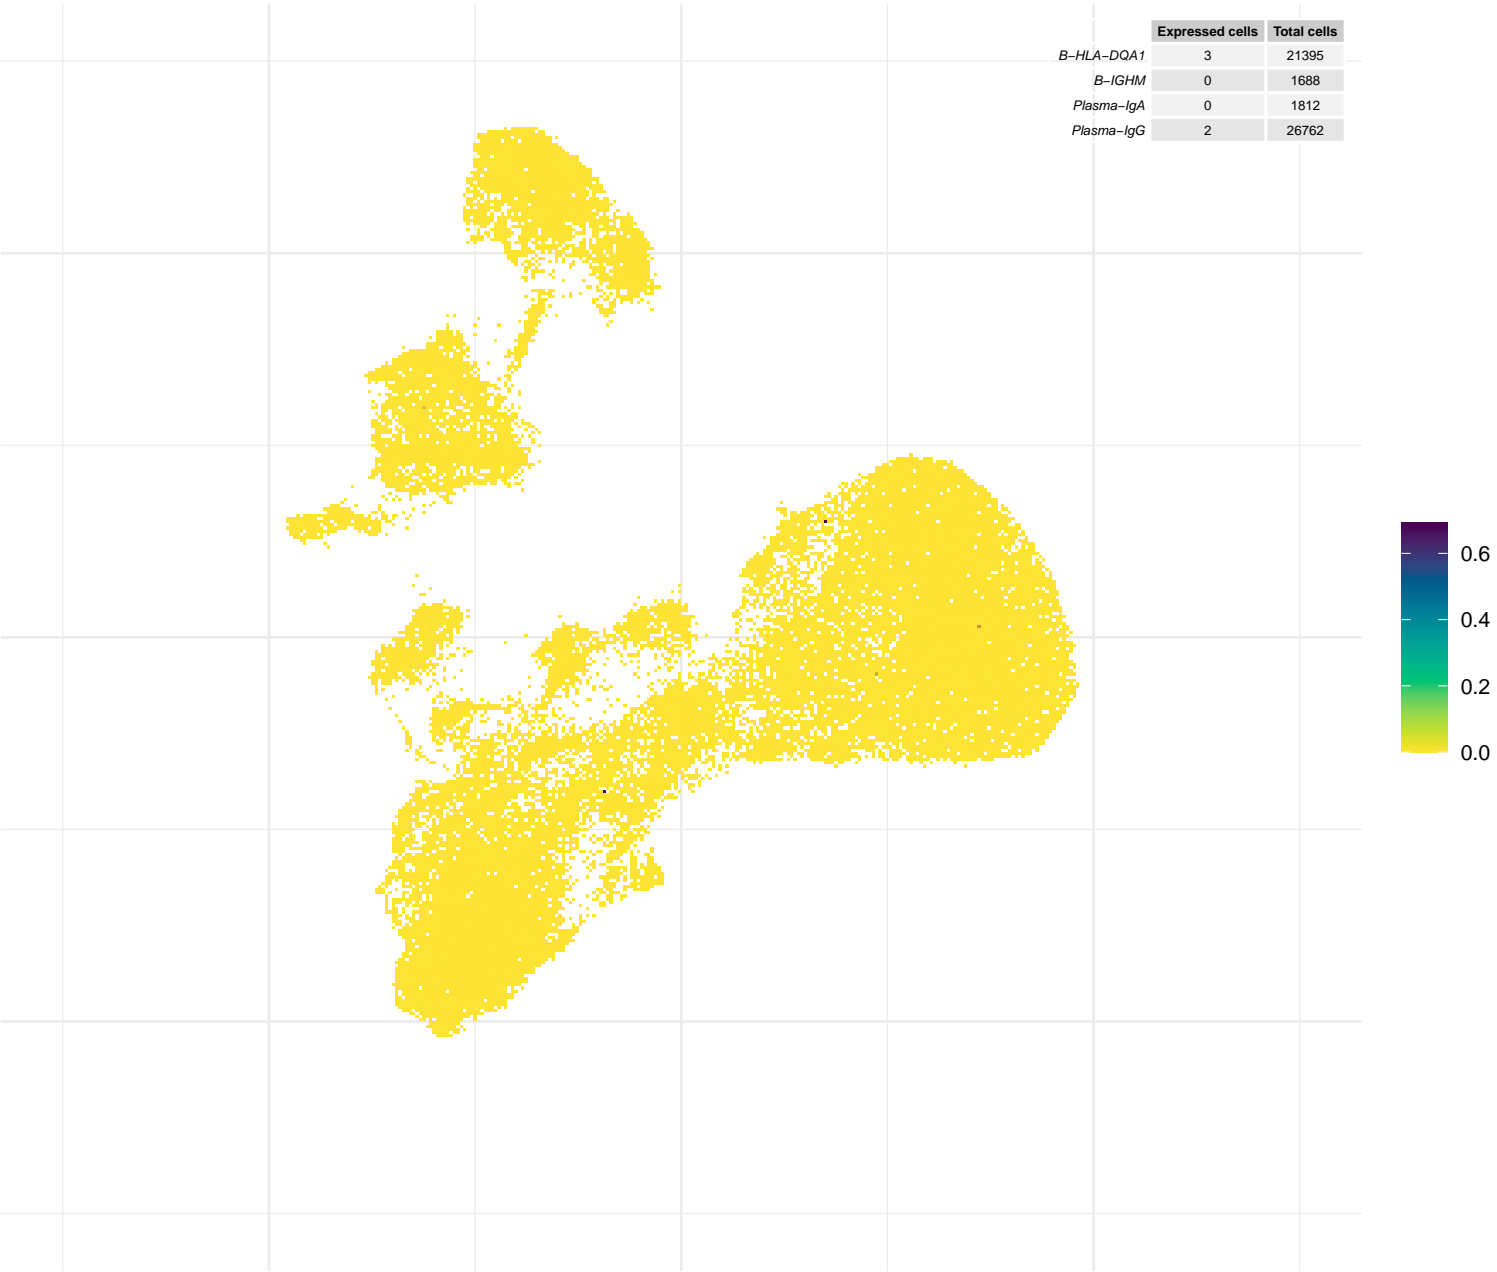 Expressed cells Total cells
B-HLA-DQA1 3 21395
B-IGHM 0 1688
Plasma-IgA 0 1812
Plasma-IgG 2 26762
0.6
0.4
0.2
0.0